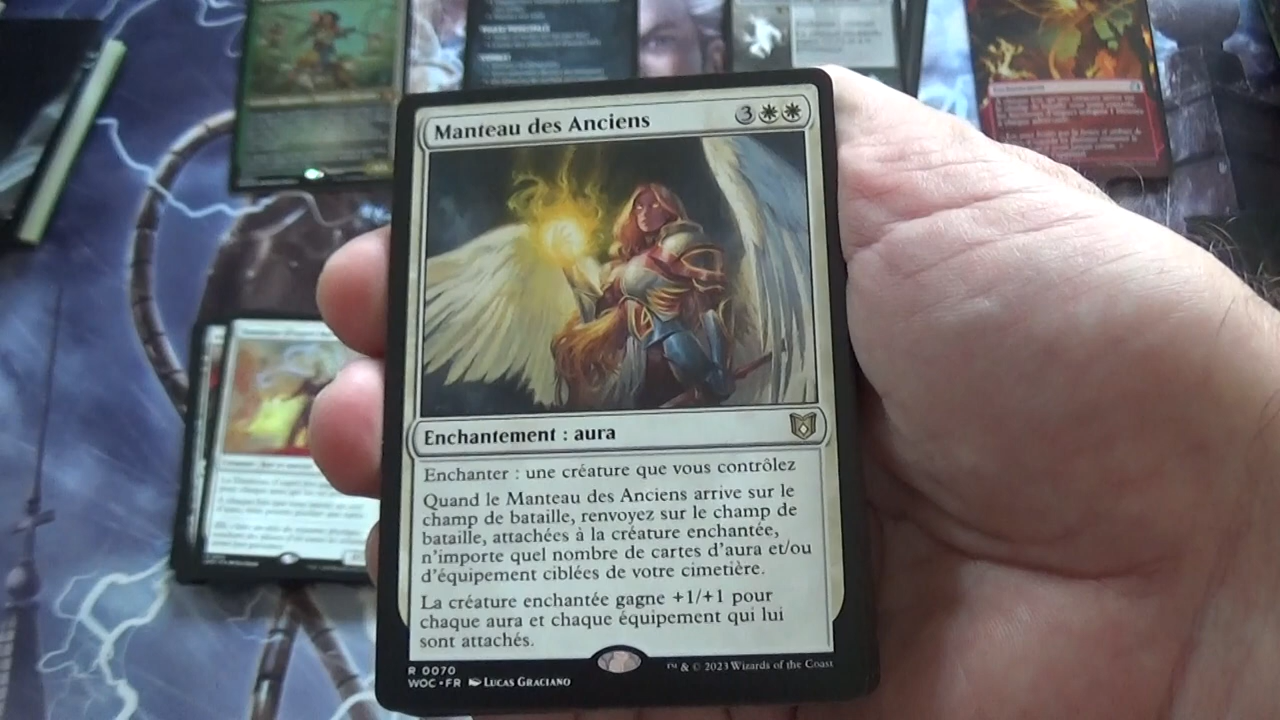 Manteau des Anciens
3
Enchantement : aura
Enchanter : une créature que vous contrôlez
Quand le Manteau des Anciens arrive sur le
champ de bataille, renvoyez sur le champ de
bataille, attachées à la créature enchantée,
n'importe quel nombre de cartes d'aura et/ou
d'équipement ciblées de votre cimetière.
La créature enchantée gagne +1/+1 pour
chaque aura et chaque équipement qui lui
sont attachés.
R 0070
WOC • FR LUCAS GRACIANO
™ & © 2023 Wizards of the Coast